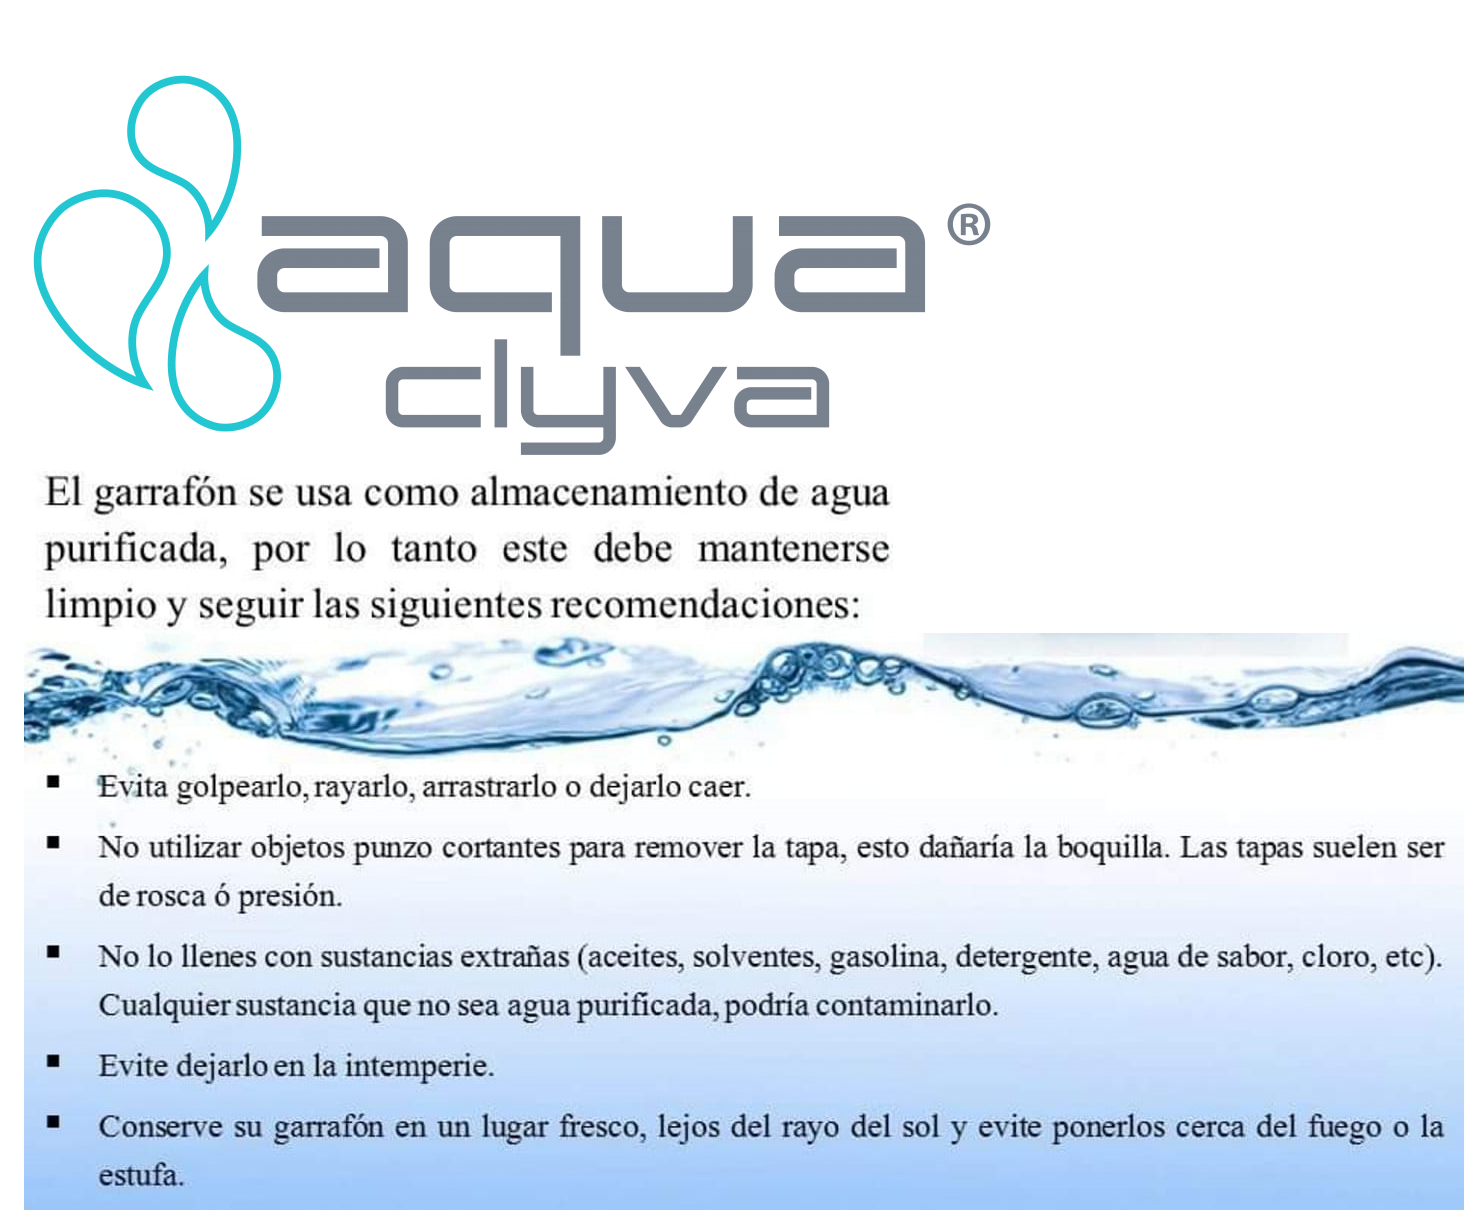 aqua ®
clyva
El garrafón se usa como almacenamiento de agua
purificada, por lo tanto este debe mantenerse
limpio y seguir las siguientes recomendaciones:
▪ Evita golpearlo, rayarlo, arrastrarlo o dejarlo caer.
▪ No utilizar objetos punzo cortantes para remover la tapa, esto dañaría la boquilla. Las tapas suelen ser
de rosca ó presión.
▪ No lo llenes con sustancias extrañas (aceites, solventes, gasolina, detergente, agua de sabor, cloro, etc).
Cualquier sustancia que no sea agua purificada, podría contaminarlo.
▪ Evite dejarlo en la intemperie.
▪ Conserve su garrafón en un lugar fresco, lejos del rayo del sol y evite ponerlos cerca del fuego o la
estufa.